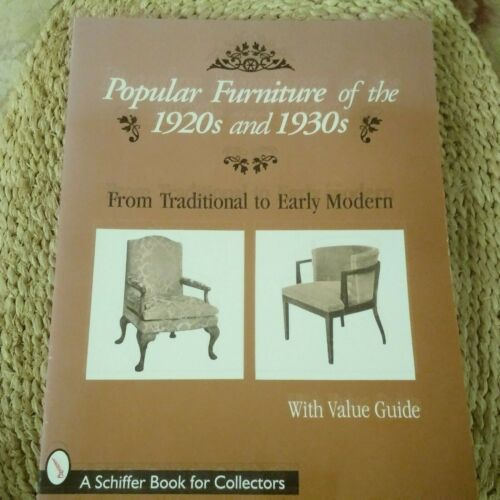 Popular Furniture of the
1920s and 1930s
From Traditional to Early Modern
With Value Guide
A Schiffer Book for Collectors